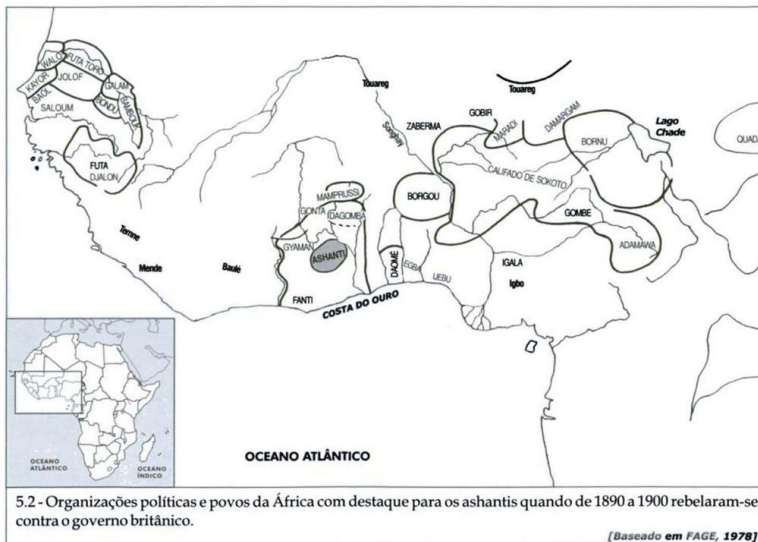 WALO
FUTA TORO
KAYOR
JOLOF
BAOL
GALAM
SALOUM
BONDU
BAMBOUK
FUTA
DJALON
Temne
Mende
Baulé
Touareg
Songhay
ZABERMA
GOBIR
Touareg
MARADI
DAMARGAM
BORNU
Lago
Chade
QUADA
CALIFADO DE SOKOTO
MAMPRUSSI
GONTA
DAGOMBA
BORGOU
GOMBE
ADAMAWA
GYAMAN
ASHANTI
DAOMÉ
EGBA
IJEBU
IGALA
Igbo
FANTI
COSTA DO OURO
OCEANO ATLÂNTICO
OCEANO
ATLÂNTICO
OCEANO
ÍNDICO
5.2 - Organizações políticas e povos da África com destaque para os ashantis quando de 1890 a 1900 rebelaram-se
contra o governo britânico.
[Baseado em FAGE, 1978]